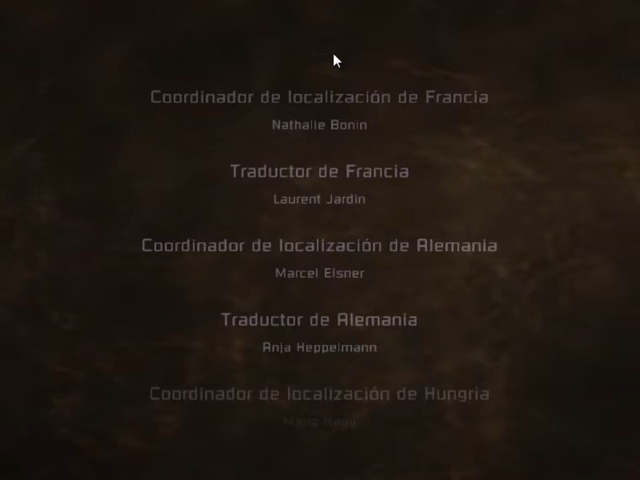 Coordinador de localización de Francia
Nathalie Bonin
Traductor de Francia
Laurent Jardin
Coordinador de localización de Alemania
Marcel Elsner
Traductor de Alemania
Anja Heppelmann
Coordinador de localización de Hungria